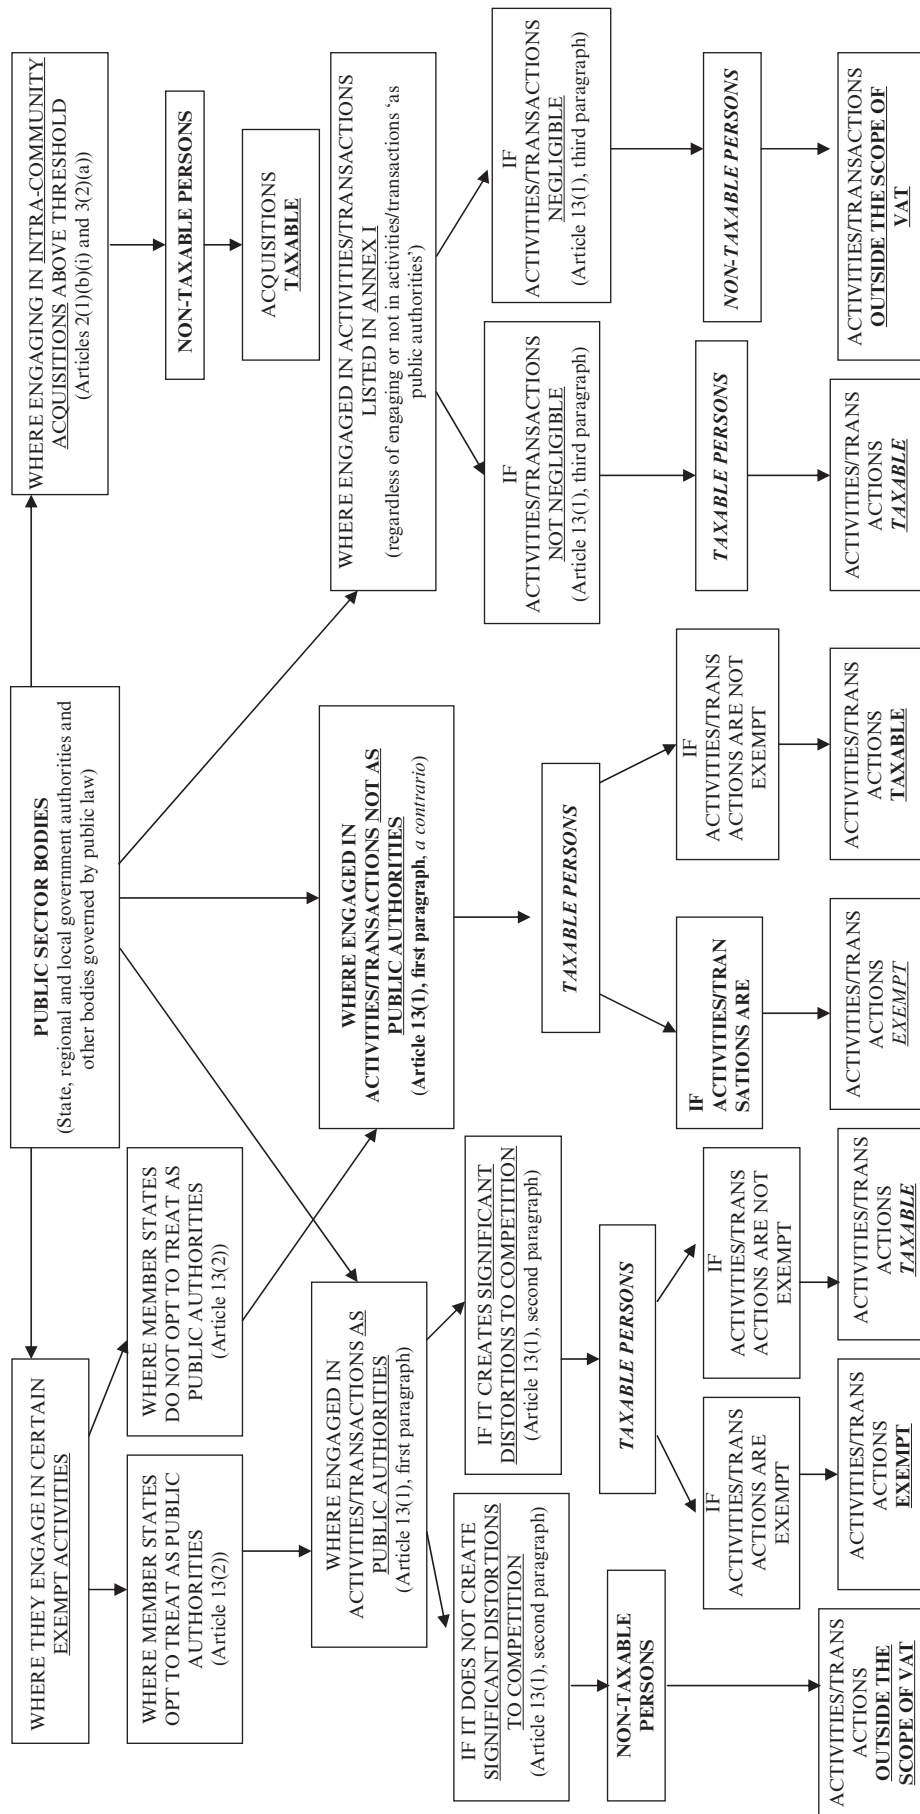 PUBLIC SECTOR BODIES
(State, regional and local government authorities and
other bodies governed by public law)
WHERE THEY ENGAGE IN CERTAIN
EXEMPT ACTIVITIES
WHERE ENGAGING IN INTRA-COMMUNITY
ACQUISITIONS ABOVE THRESHOLD
(Articles 2(1)(b)(i) and 3(2)(a))
WHERE MEMBER STATES
OPT TO TREAT AS PUBLIC
AUTHORITIES
(Article 13(2))
WHERE MEMBER STATES
DO NOT OPT TO TREAT AS
PUBLIC AUTHORITIES
(Article 13(2))
NON-TAXABLE PERSONS
ACQUISITIONS
TAXABLE
WHERE ENGAGED IN
ACTIVITIES/TRANSACTIONS AS
PUBLIC AUTHORITIES
(Article 13(1), first paragraph)
WHERE ENGAGED IN
ACTIVITIES/TRANSACTIONS NOT AS
PUBLIC AUTHORITIES
(Article 13(1), first paragraph, a contrario)
WHERE ENGAGED IN ACTIVITIES/TRANSACTIONS
LISTED IN ANNEX I
(regardless of engaging or not in activities/transactions ‘as
public authorities’)
IF IT DOES NOT CREATE
SIGNIFICANT DISTORTIONS
TO COMPETITION
(Article 13(1), second paragraph)
IF IT CREATES SIGNIFICANT
DISTORTIONS TO COMPETITION
(Article 13(1), second paragraph)
IF
ACTIVITIES/TRANSACTIONS
NOT NEGLIGIBLE
(Article 13(1), third paragraph)
IF
ACTIVITIES/TRANSACTION
NEGLIGIBLE
(Article 13(1), third paragraph)
NON-TAXABLE
PERSONS
TAXABLE PERSONS
TAXABLE PERSONS
TAXABLE PERSONS
NON-TAXABLE PERSONS
IF
ACTIVITIES/TRANS
ACTIONS ARE
EXEMPT
IF
ACTIVITIES/TRANS
ACTIONS ARE NOT
EXEMPT
IF
ACTIVITIES/TRAN
SATIONS ARE
IF
ACTIVITIES/TRANS
ACTIONS ARE NOT
EXEMPT
ACTIVITIES/TRANS
ACTIONS
OUTSIDE THE
SCOPE OF VAT
ACTIVITIES/TRANS
ACTIONS
EXEMPT
ACTIVITIES/TRANS
ACTIONS
TAXABLE
ACTIVITIES/TRANS
ACTIONS
EXEMPT
ACTIVITIES/TRANS
ACTIONS
TAXABLE
ACTIVITIES/TRANS
ACTIONS
TAXABLE
ACTIVITIES/TRANSACTIONS
OUTSIDE THE SCOPE OF
VAT